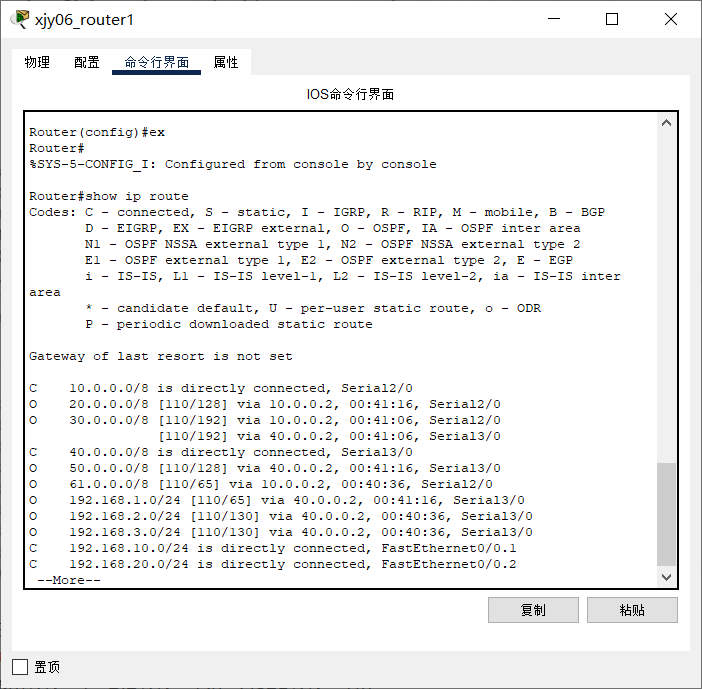 xjy06_router1
物理 配置 命令行界面 属性
IOS命令行界面
Router(config)#ex
Router#
%SYS-5-CONFIG_I: Configured from console by console
Router#show ip route
Codes: C - connected, S - static, I - IGRP, R - RIP, M - mobile, B - BGP
D - EIGRP, EX - EIGRP external, O - OSPF, IA - OSPF inter area
N1 - OSPF NSSA external type 1, N2 - OSPF NSSA external type 2
E1 - OSPF external type 1, E2 - OSPF external type 2, E - EGP
i - IS-IS, L1 - IS-IS level-1, L2 - IS-IS level-2, ia - IS-IS inter
area
* - candidate default, U - per-user static route, o - ODR
P - periodic downloaded static route
Gateway of last resort is not set
C 10.0.0.0/8 is directly connected, Serial2/0
O 20.0.0.0/8 [110/128] via 10.0.0.2, 00:41:16, Serial2/0
O 30.0.0.0/8 [110/192] via 10.0.0.2, 00:41:06, Serial2/0
[110/192] via 40.0.0.2, 00:41:06, Serial3/0
C 40.0.0.0/8 is directly connected, Serial3/0
O 50.0.0.0/8 [110/128] via 40.0.0.2, 00:41:16, Serial3/0
O 61.0.0.0/8 [110/65] via 10.0.0.2, 00:40:36, Serial2/0
O 192.168.1.0/24 [110/65] via 40.0.0.2, 00:41:16, Serial3/0
O 192.168.2.0/24 [110/130] via 40.0.0.2, 00:40:36, Serial3/0
O 192.168.3.0/24 [110/130] via 40.0.0.2, 00:40:36, Serial3/0
C 192.168.10.0/24 is directly connected, FastEthernet0/0.1
C 192.168.20.0/24 is directly connected, FastEthernet0/0.2
--More--
复制 粘贴
置顶